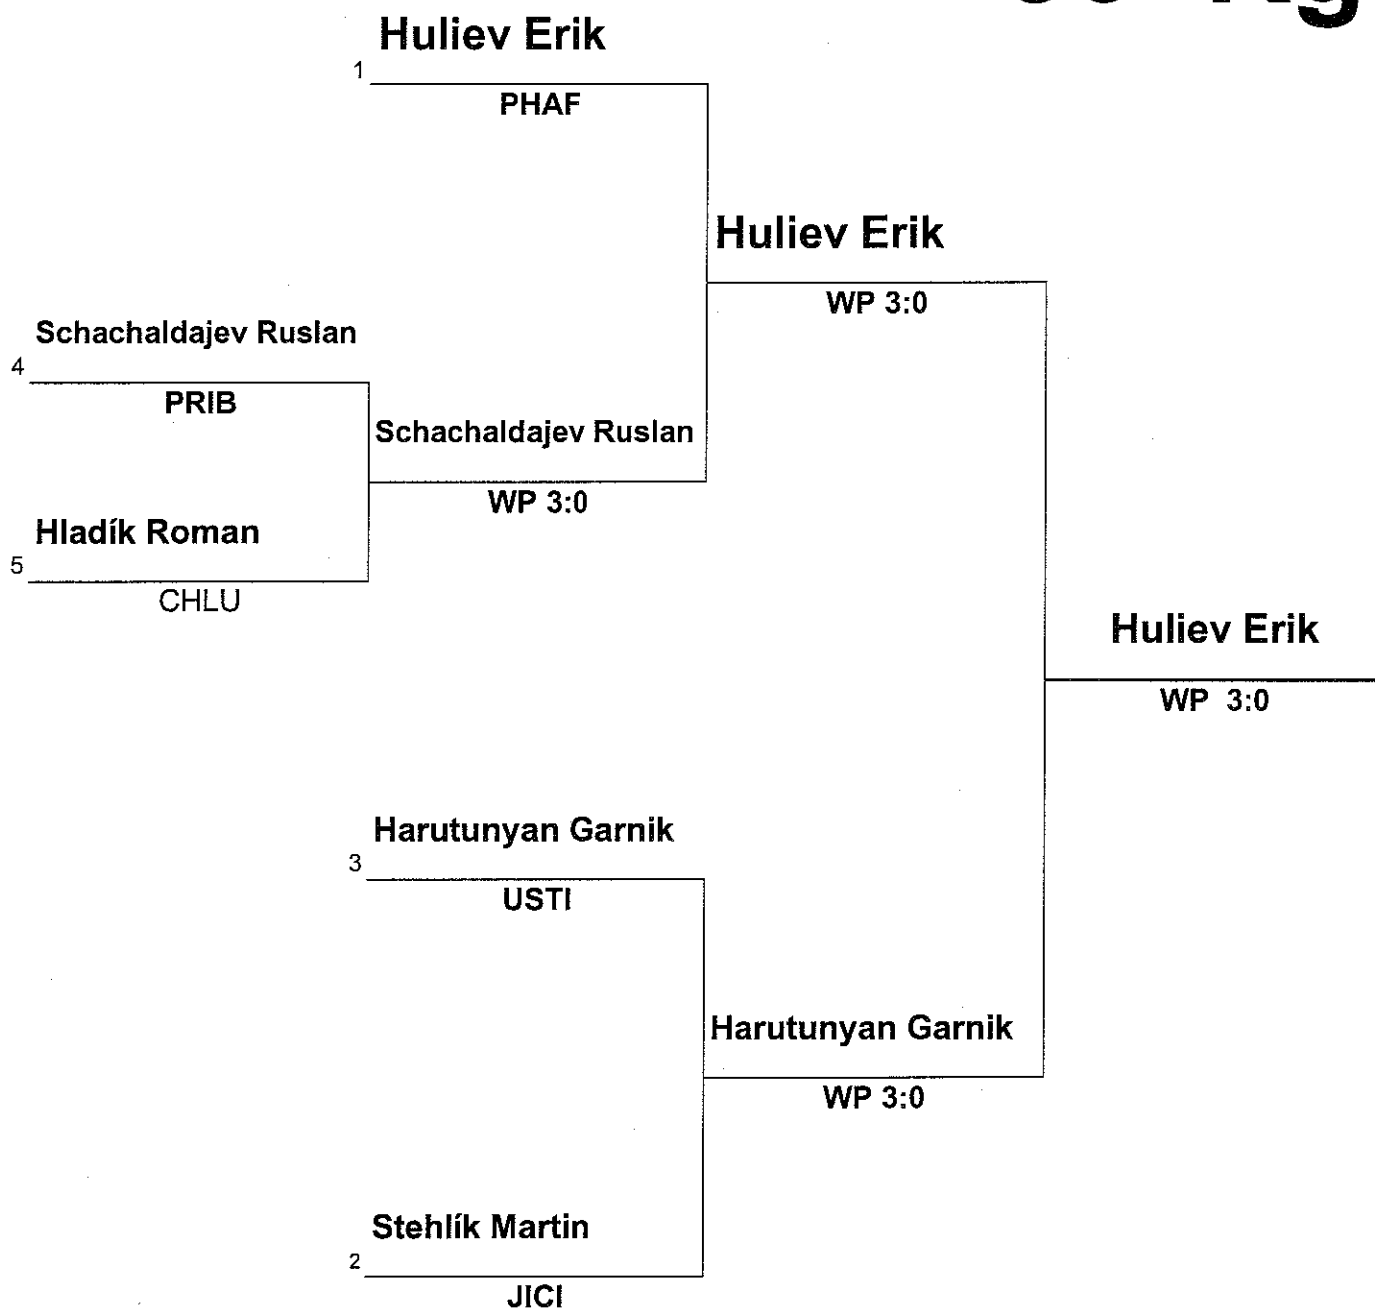 Huliev Erik
1
PHAF
Huliev Erik
WP 3:0
Schachaldajev Ruslan
4
PRIB
Schachaldajev Ruslan
WP 3:0
Hladík Roman
5
CHLU
Huliev Erik
WP 3:0
Harutunyan Garnik
3
USTI
Harutunyan Garnik
WP 3:0
Stehlík Martin
2
JICI